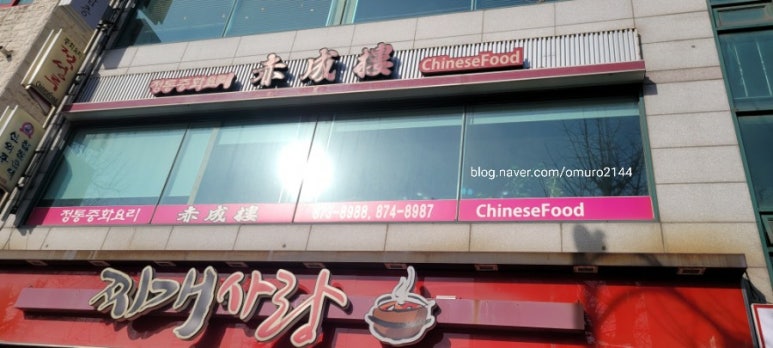 정통중화요리 赤成樓 ChineseFood
blog.naver.com/omuro2144
정통중화요리 赤成樓 873-8988, 874-8987 ChineseFood
찌개사랑